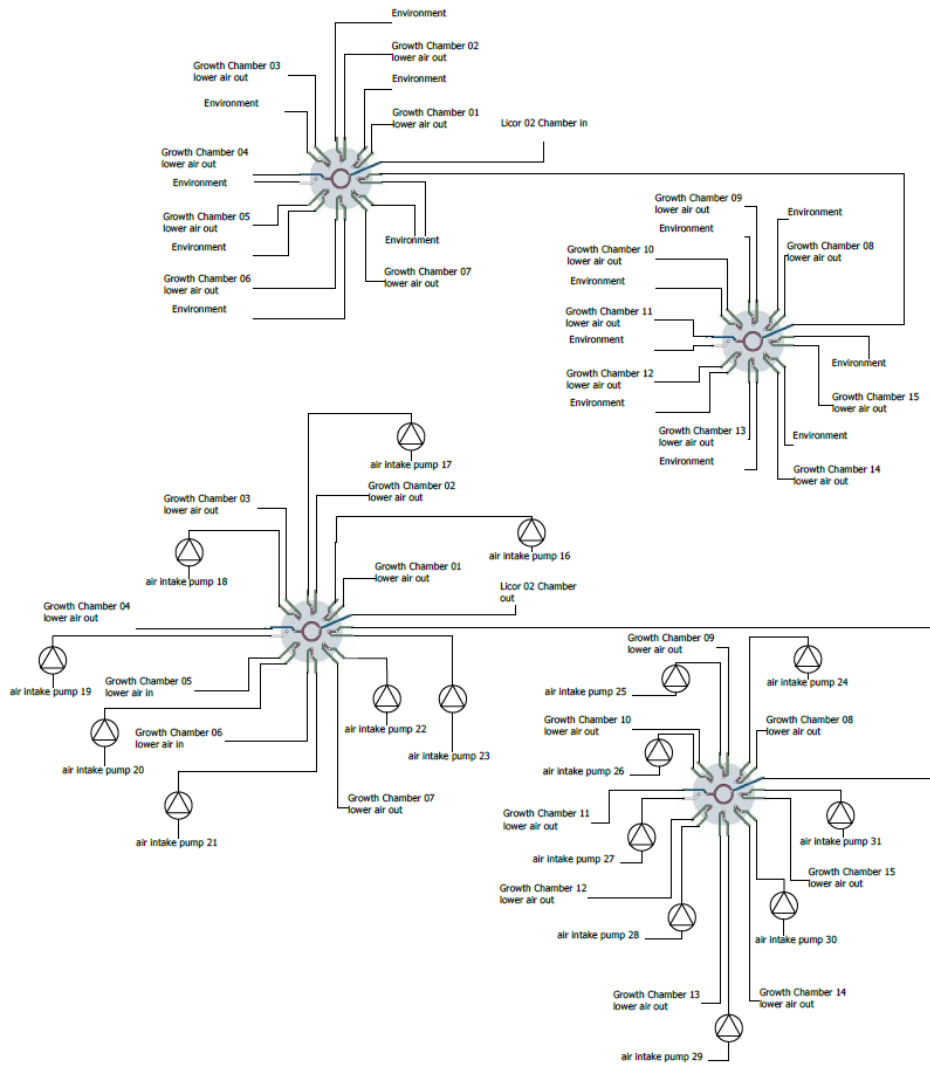 Environment
Growth Chamber 02
lower air out
Growth Chamber 03
lower air out
Environment
Environment
Growth Chamber 01
lower air out
Licor 02 Chamber in
Growth Chamber 04
lower air out
Environment
Growth Chamber 05
lower air out
Environment
Environment
Growth Chamber 06
lower air out
Growth Chamber 07
lower air out
Environment
Growth Chamber 09
lower air out
Environment
Environment
Growth Chamber 10
lower air out
Growth Chamber 08
lower air out
Environment
Growth Chamber 11
lower air out
Environment
Environment
Growth Chamber 12
lower air out
Growth Chamber 15
lower air out
Environment
Growth Chamber 13
lower air out
Environment
Environment
Growth Chamber 14
lower air out
air intake pump 17
Growth Chamber 02
lower air out
Growth Chamber 03
lower air out
air intake pump 16
air intake pump 18
Growth Chamber 01
lower air out
Licor 02 Chamber
out
Growth Chamber 04
lower air out
Growth Chamber 05
lower air in
air intake pump 19
Growth Chamber 06
lower air in
air intake pump 22
air intake pump 23
air intake pump 20
Growth Chamber 07
lower air out
air intake pump 21
Growth Chamber 09
lower air out
air intake pump 24
air intake pump 25
Growth Chamber 10
lower air out
Growth Chamber 08
lower air out
air intake pump 26
Growth Chamber 11
lower air out
air intake pump 31
air intake pump 27
Growth Chamber 15
lower air out
Growth Chamber 12
lower air out
air intake pump 28
air intake pump 30
Growth Chamber 13
lower air out
Growth Chamber 14
lower air out
air intake pump 29